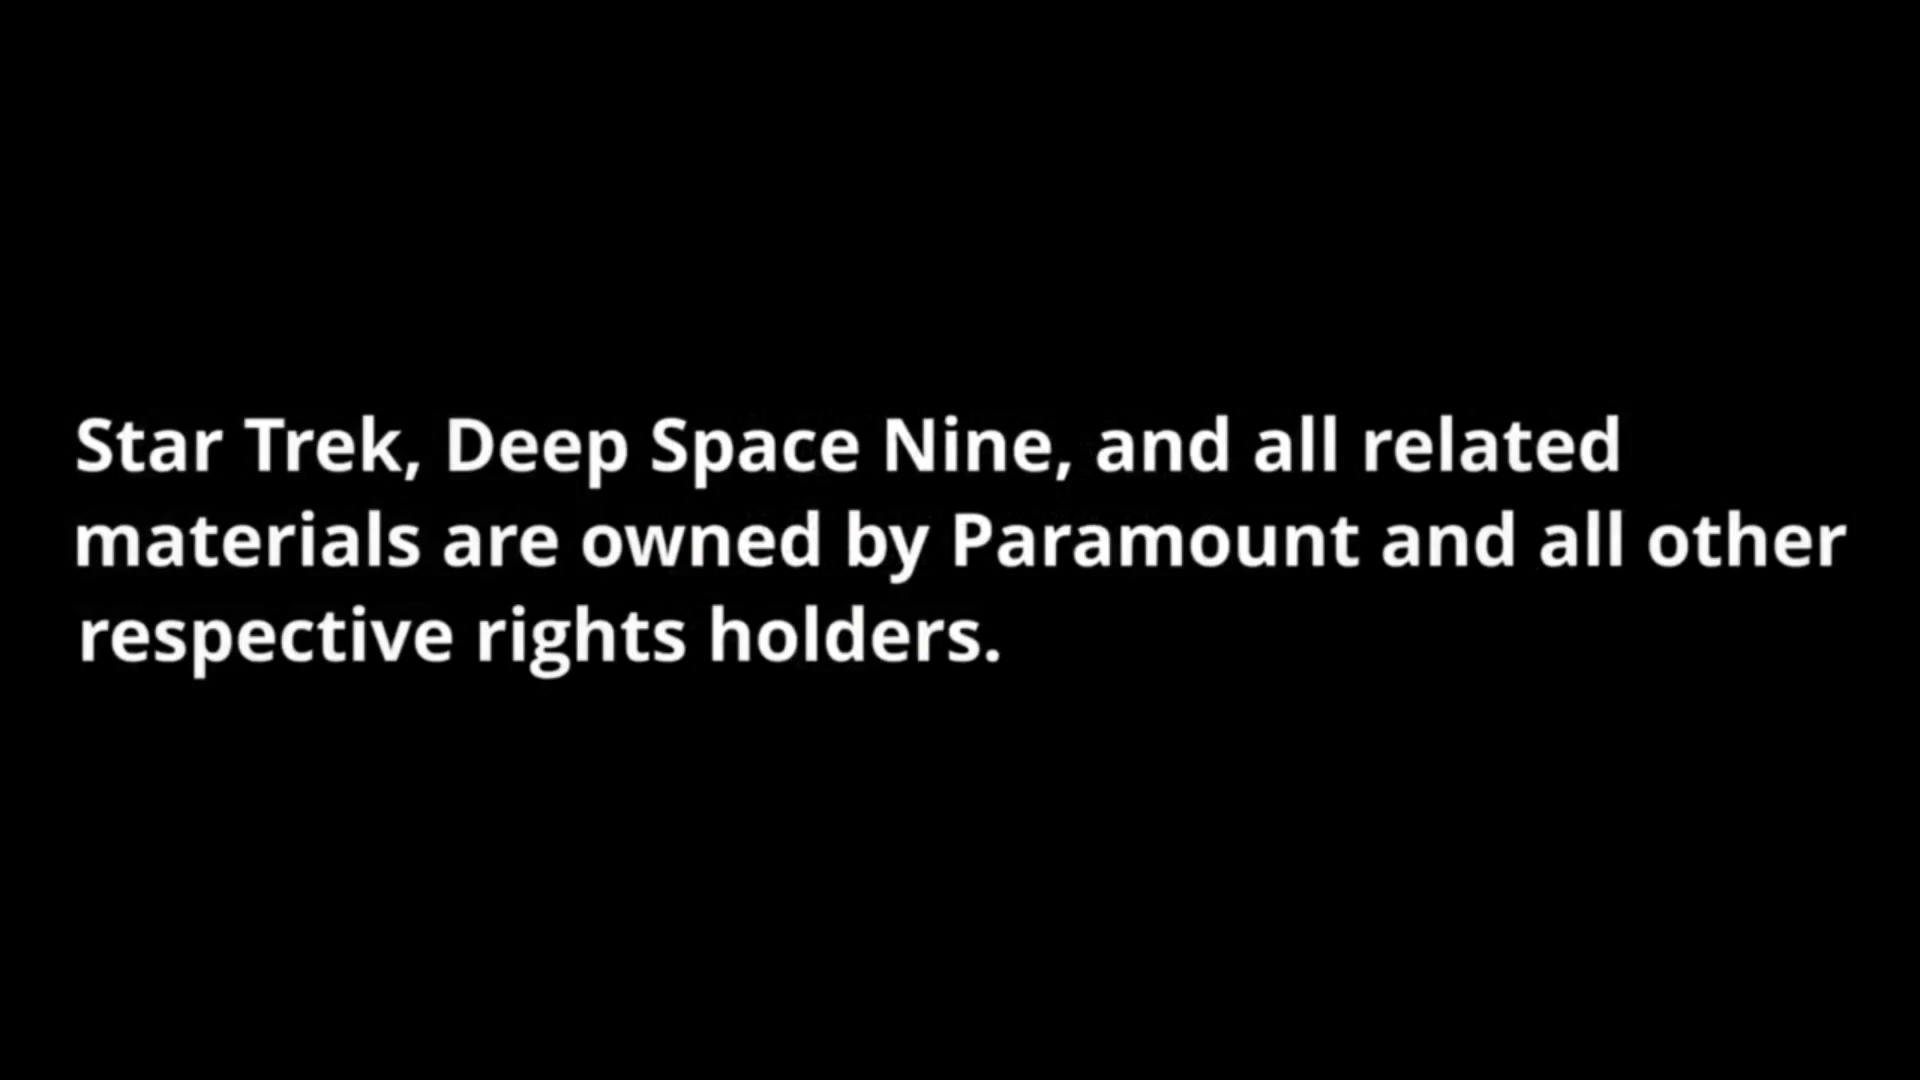 Star Trek, Deep Space Nine, and all related
materials are owned by Paramount and all other
respective rights holders.